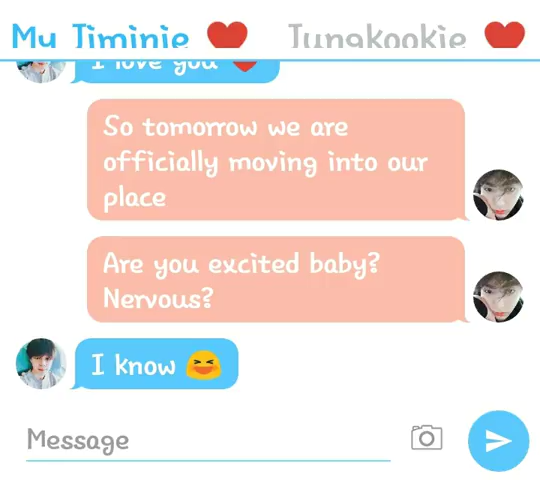 My Jiminie ❤️ Jungkookie ❤️
I love you ❤️
So tomorrow we are
officially moving into our
place
Are you excited baby?
Nervous?
I know 😆
Message